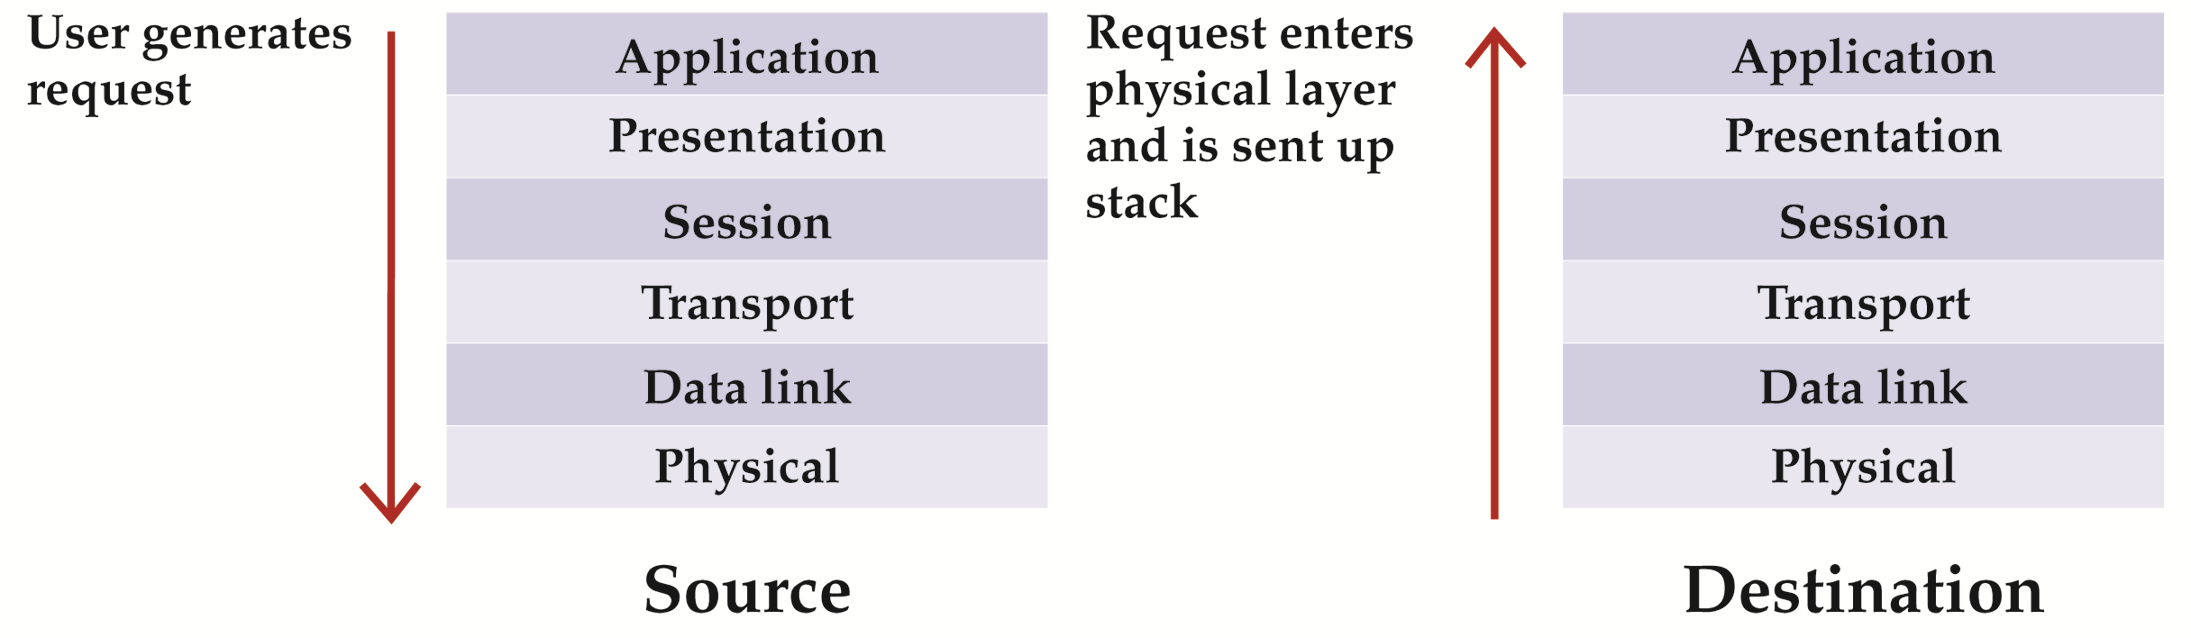 User generates
request
Application
Presentation
Session
Transport
Data link
Physical
Source
Request enters
physical layer
and is sent up
stack
Application
Presentation
Session
Transport
Data link
Physical
Destination